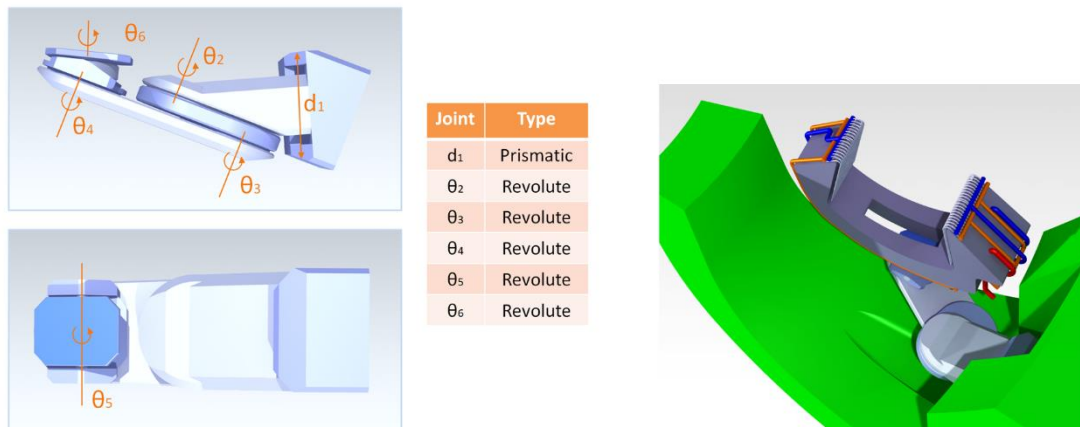 θ₆
θ₂
d₁
θ₄
θ₃
θ₅
Joint Type
d₁ Prismatic
θ₂ Revolute
θ₃ Revolute
θ₄ Revolute
θ₅ Revolute
θ₆ Revolute